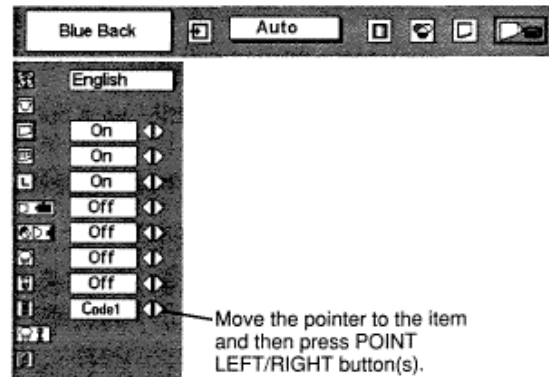 Blue Back
Auto
English
On
On
On
Off
Off
Off
Off
Code1
Move the pointer to the item
and then press POINT
LEFT/RIGHT button(s).